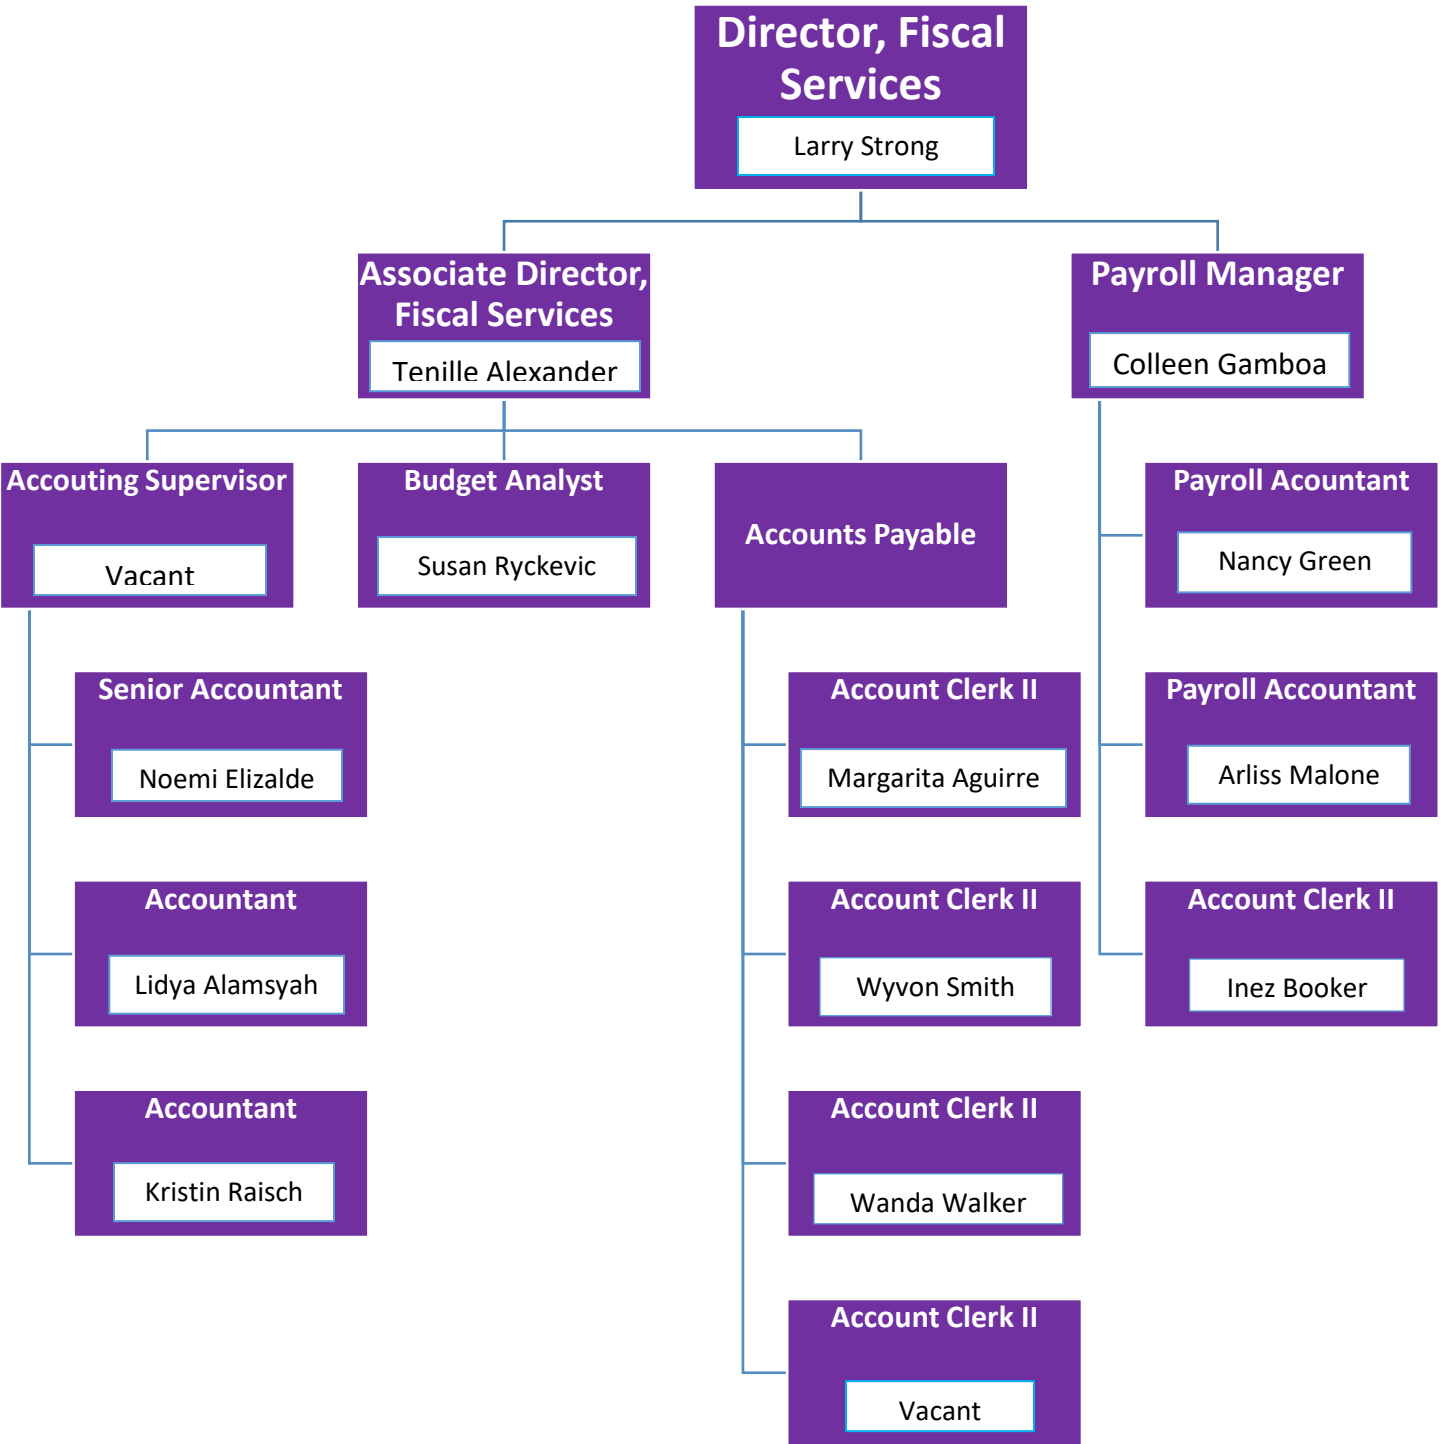 Director, Fiscal
Services
Larry Strong
Associate Director,
Fiscal Services
Tenille Alexander
Payroll Manager
Colleen Gamboa
Accouting Supervisor
Vacant
Budget Analyst
Susan Ryckevic
Accounts Payable
Payroll Acountant
Nancy Green
Senior Accountant
Noemi Elizalde
Account Clerk II
Margarita Aguirre
Payroll Accountant
Arliss Malone
Accountant
Lidya Alamsyah
Account Clerk II
Wyvon Smith
Account Clerk II
Inez Booker
Accountant
Kristin Raisch
Account Clerk II
Wanda Walker
Account Clerk II
Vacant